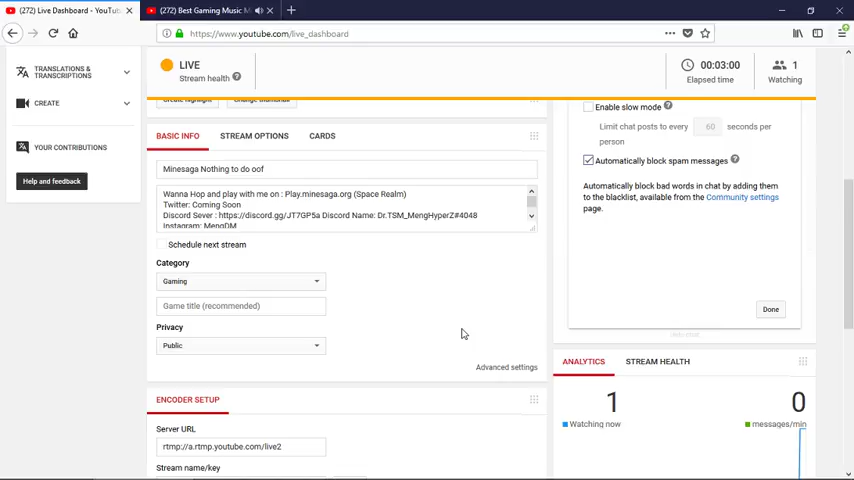 (272) Live Dashboard - YouTub
(272) Best Gaming Music M
https://www.youtube.com/live_dashboard
TRANSLATIONS &
TRANSCRIPTIONS
CREATE
YOUR CONTRIBUTIONS
Help and feedback
LIVE
Stream health
00:03:00
Elapsed time
1
Watching
Create highlight
Change thumbnail
BASIC INFO
STREAM OPTIONS
CARDS
Minesaga Nothing to do oof
Wanna Hop and play with me on : Play.minesaga.org (Space Realm)
Twitter: Coming Soon
Discord Sever : https://discord.gg/JT7GP5a Discord Name: Dr.TSM_MengHyperZ#4048
Instagram: MengDM
Schedule next stream
Category
Gaming
Game title (recommended)
Privacy
Public
Advanced settings
ENCODER SETUP
Server URL
rtmp://a.rtmp.youtube.com/live2
Stream name/key
Enable slow mode
Limit chat posts to every 60 seconds per
person
Automatically block spam messages
Automatically block bad words in chat by adding them
to the blacklist, available from the Community settings
page.
Done
ANALYTICS
STREAM HEALTH
1
Watching now
0
messages/min